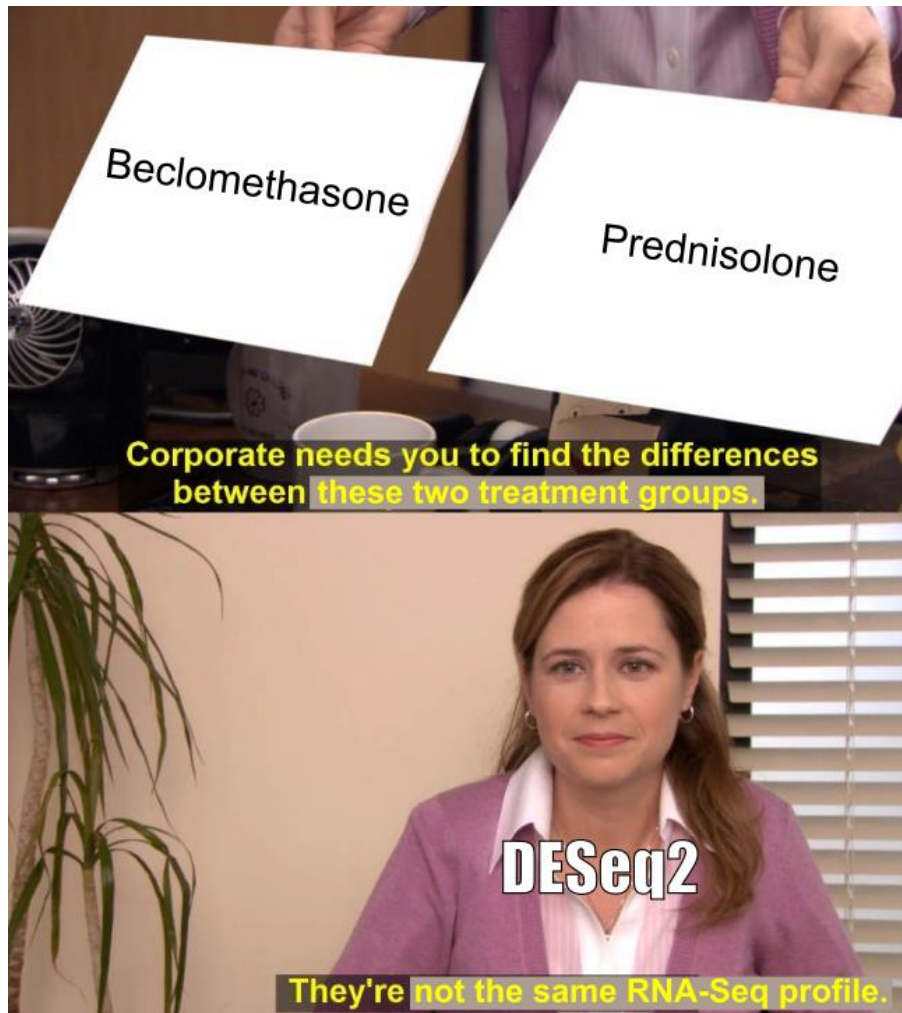 Beclomethasone
Prednisolone
Corporate needs you to find the differences
between these two treatment groups.
DESeq2
They're not the same RNA-Seq profile.